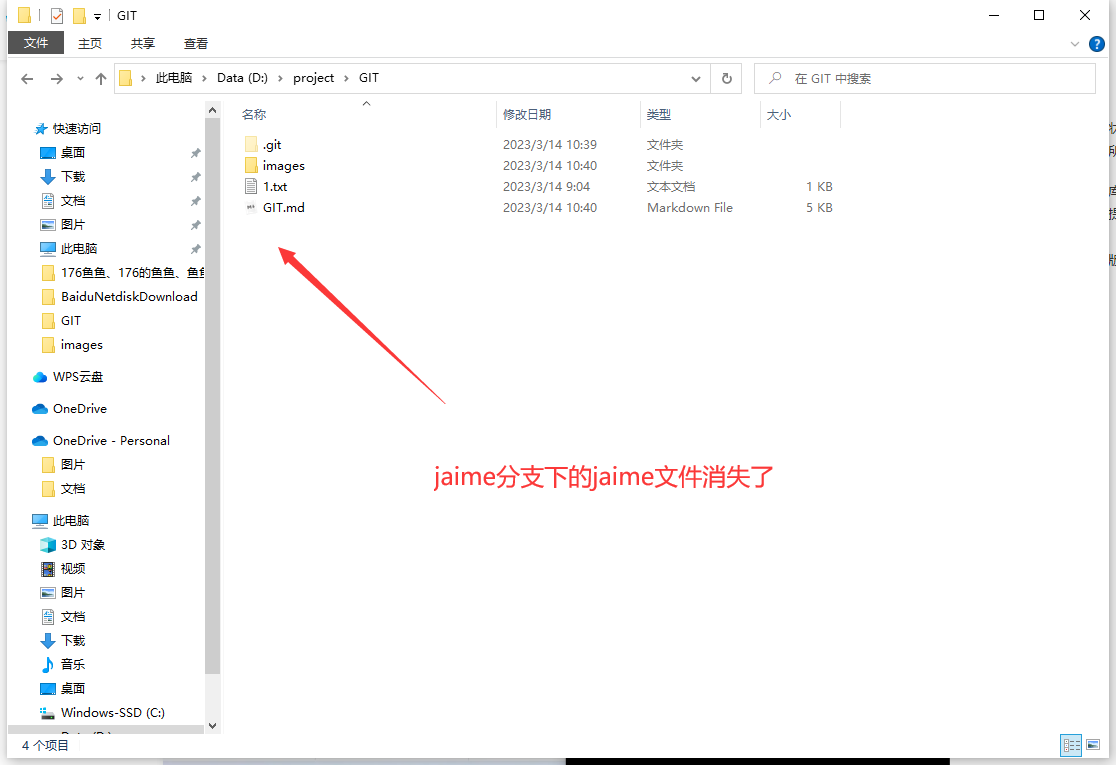 GIT
文件 主页 共享 查看
此电脑 Data (D:) project GIT 在 GIT 中搜索
名称 修改日期 类型 大小
.git 2023/3/14 10:39 文件夹
images 2023/3/14 10:40 文件夹
1.txt 2023/3/14 9:04 文本文档 1 KB
GIT.md 2023/3/14 10:40 Markdown File 5 KB
jaime分支下的jaime文件消失了
快速访问
桌面
下载
文档
图片
此电脑
176鱼鱼、176的鱼鱼、鱼
BaiduNetdiskDownload
GIT
images
WPS云盘
OneDrive
OneDrive - Personal
图片
文档
此电脑
3D 对象
视频
图片
文档
下载
音乐
桌面
Windows-SSD (C:)
4 个项目